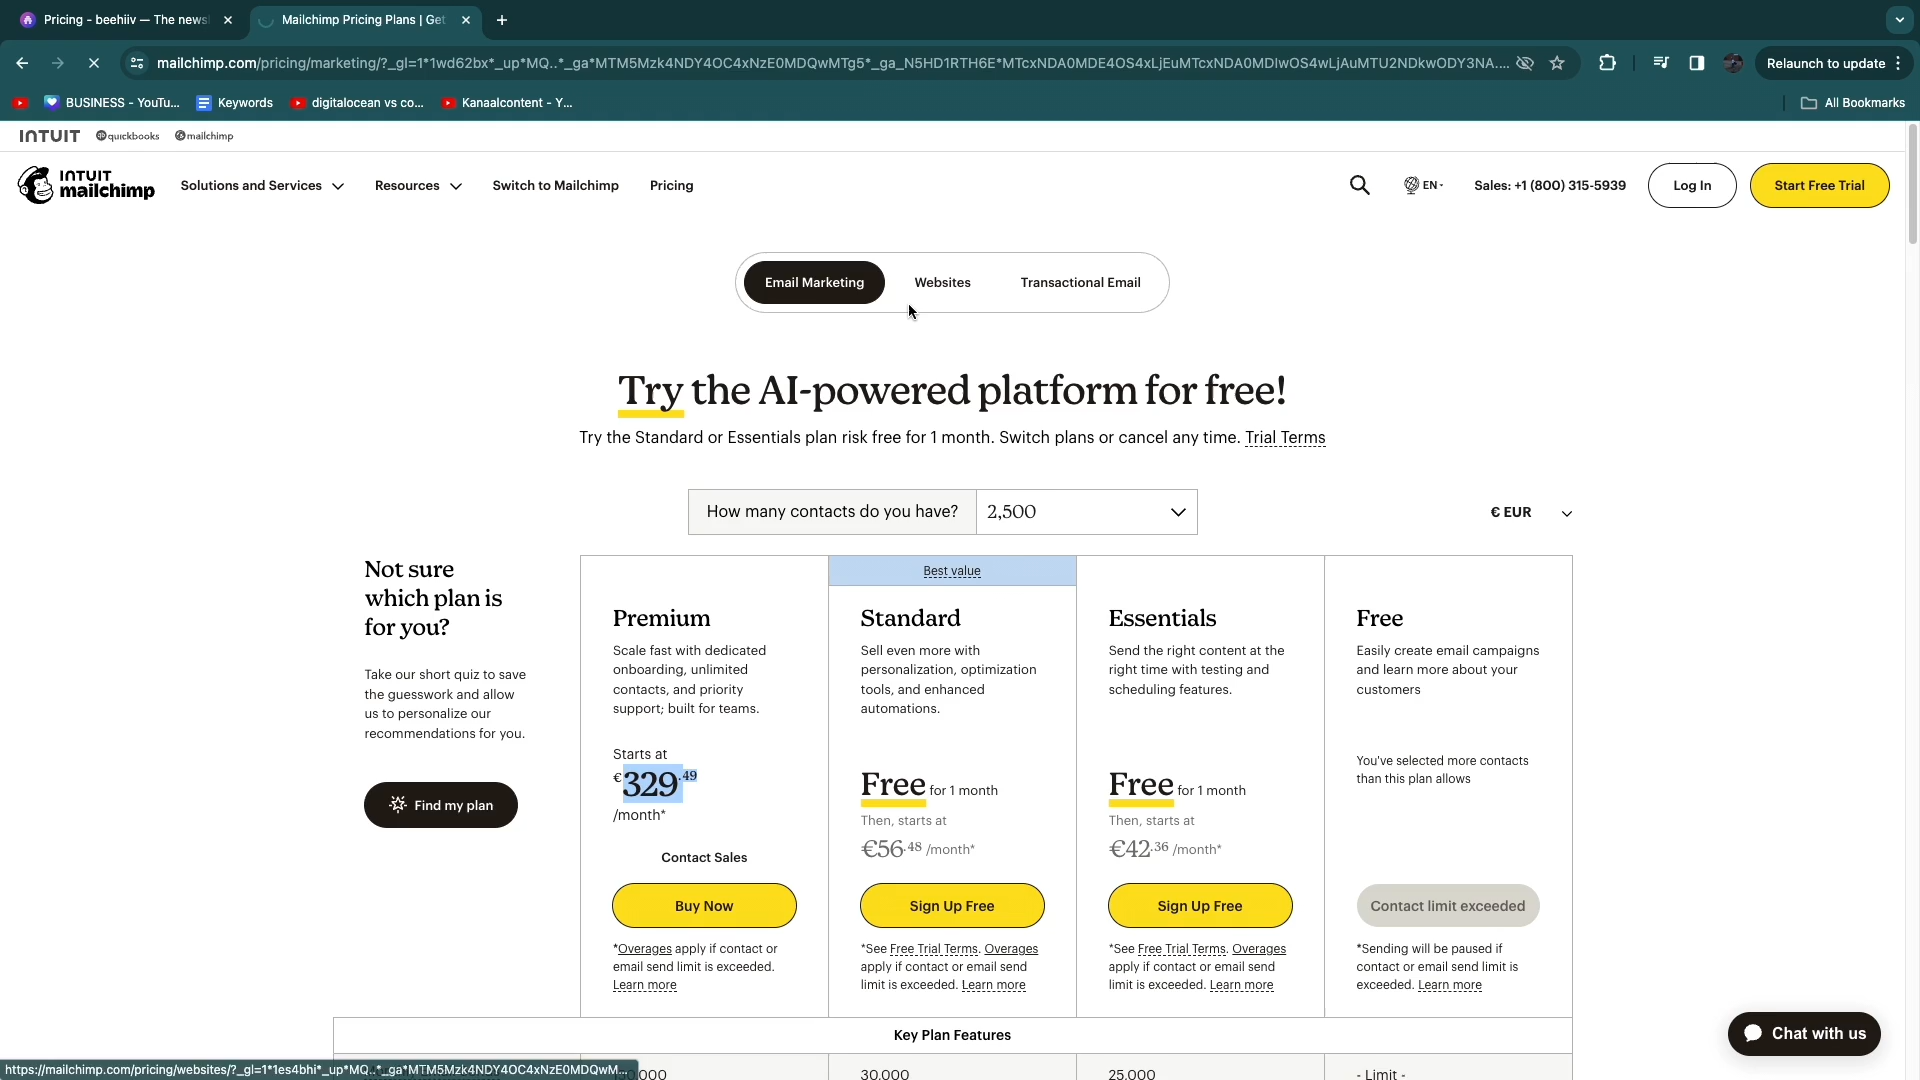 Pricing - beehiiv — The news
Mailchimp Pricing Plans | Get
mailchimp.com/pricing/marketing/?_gl=1*1wd62bx*_up*MQ..*_ga*MTM5Mzk4NDY4OC4xNzE0MDQwMTg5*_ga_N5HD1RTH6E*MTcxNDA0MDE4OS4xLjEuMTcxNDA0MDIwOS4wLjAuMTU2NDkwODY3NA....
Relaunch to update
BUSINESS - YouTu...
Keywords
digitalocean vs co...
Kanaalcontent - Y...
All Bookmarks
INTUIT quickbooks mailchimp
INTUIT
mailchimp
Solutions and Services
Resources
Switch to Mailchimp
Pricing
EN
Sales: +1 (800) 315-5939
Log In
Start Free Trial
Email Marketing
Websites
Transactional Email
Try the AI-powered platform for free!
Try the Standard or Essentials plan risk free for 1 month. Switch plans or cancel any time. Trial Terms
How many contacts do you have?
2,500
€ EUR
Not sure
which plan is
for you?
Take our short quiz to save
the guesswork and allow
us to personalize our
recommendations for you.
Find my plan
Premium
Scale fast with dedicated
onboarding, unlimited
contacts, and priority
support; built for teams.
Starts at
€329.49
/month*
Contact Sales
Buy Now
*Overages apply if contact or
email send limit is exceeded.
Learn more
Best value
Standard
Sell even more with
personalization, optimization
tools, and enhanced
automations.
Free for 1 month
Then, starts at
€56.48 /month*
Sign Up Free
*See Free Trial Terms. Overages
apply if contact or email send
limit is exceeded. Learn more
Essentials
Send the right content at the
right time with testing and
scheduling features.
Free for 1 month
Then, starts at
€42.36 /month*
Sign Up Free
*See Free Trial Terms. Overages
apply if contact or email send
limit is exceeded. Learn more
Free
Easily create email campaigns
and learn more about your
customers
You've selected more contacts
than this plan allows
Contact limit exceeded
*Sending will be paused if
contact or email send limit is
exceeded. Learn more
Key Plan Features
30,000
25,000
- Limit -
Chat with us
https://mailchimp.com/pricing/websites/?_gl=1*1es4bhi*_up*MQ..*_ga*MTM5Mzk4NDY4OC4xNzE0MDQwM...